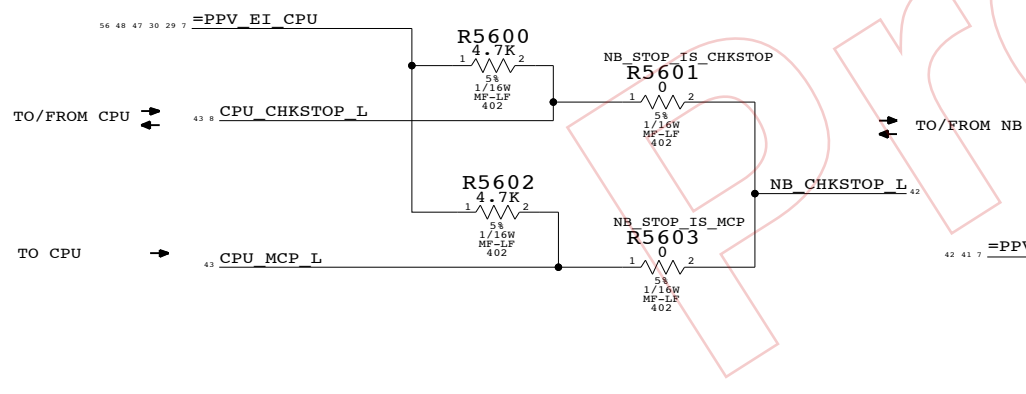 56 48 47 30 29 7 =PPV_EI_CPU
R5600
4.7K
1 2
5%
1/16W
MF-LF
402
NB_STOP_IS_CHKSTOP
R5601
0
1 2
5%
1/16W
MF-LF
402
TO/FROM CPU
43 8 CPU_CHKSTOP_L
TO/FROM NB
R5602
4.7K
1 2
5%
1/16W
MF-LF
402
NB_CHKSTOP_L 42
NB_STOP_IS_MCP
R5603
0
1 2
5%
1/16W
MF-LF
402
TO CPU
43 CPU_MCP_L
42 41 7 =PPV